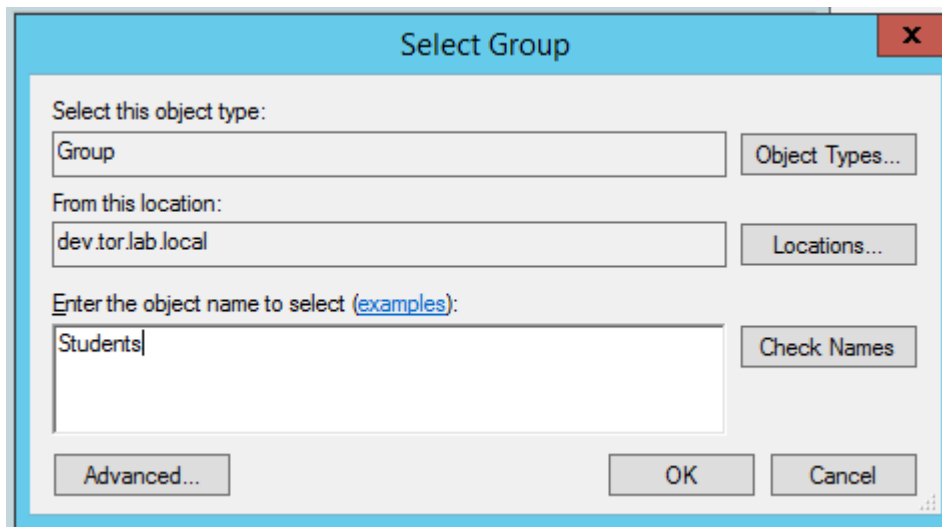 Select Group
x
Select this object type:
Group
Object Types...
From this location:
dev.tor.lab.local
Locations...
Enter the object name to select (examples):
Students
Check Names
Advanced...
OK
Cancel